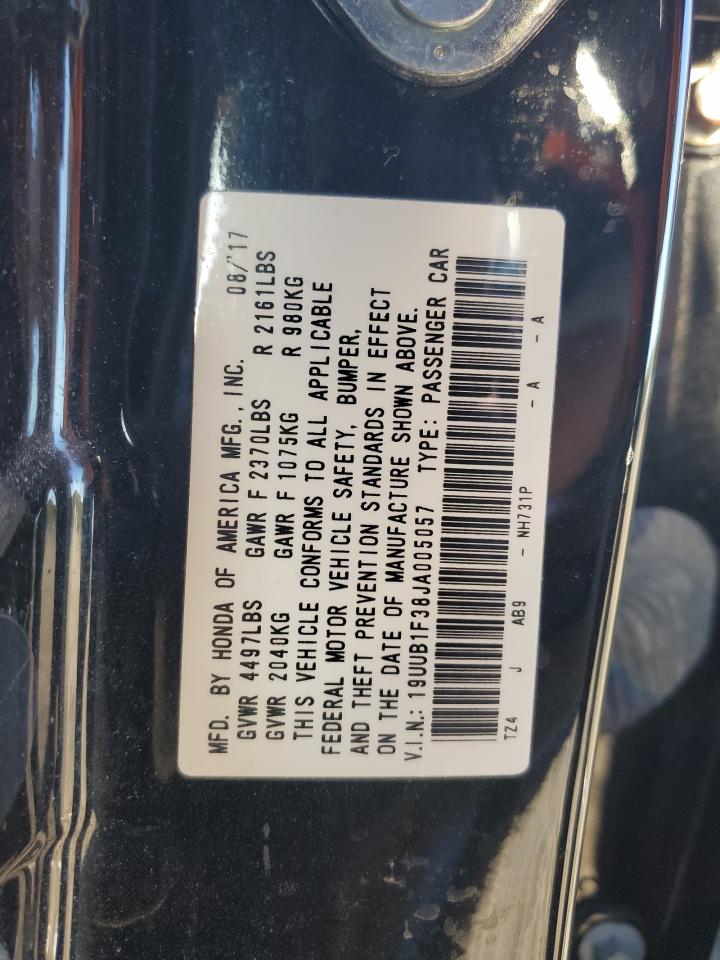 MFD. BY HONDA OF AMERICA MFG., INC. 08/'17
GVWR 4497LBS GAWR F 2370LBS R 2161LBS
GVWR 2040KG GAWR F 1075KG R 980KG
THIS VEHICLE CONFORMS TO ALL APPLICABLE
FEDERAL MOTOR VEHICLE SAFETY, BUMPER,
AND THEFT PREVENTION STANDARDS IN EFFECT
ON THE DATE OF MANUFACTURE SHOWN ABOVE.
V.I.N.: 19UUB1F38JA005057 TYPE: PASSENGER CAR
TZ4 J AB9 - NH731P - A - A